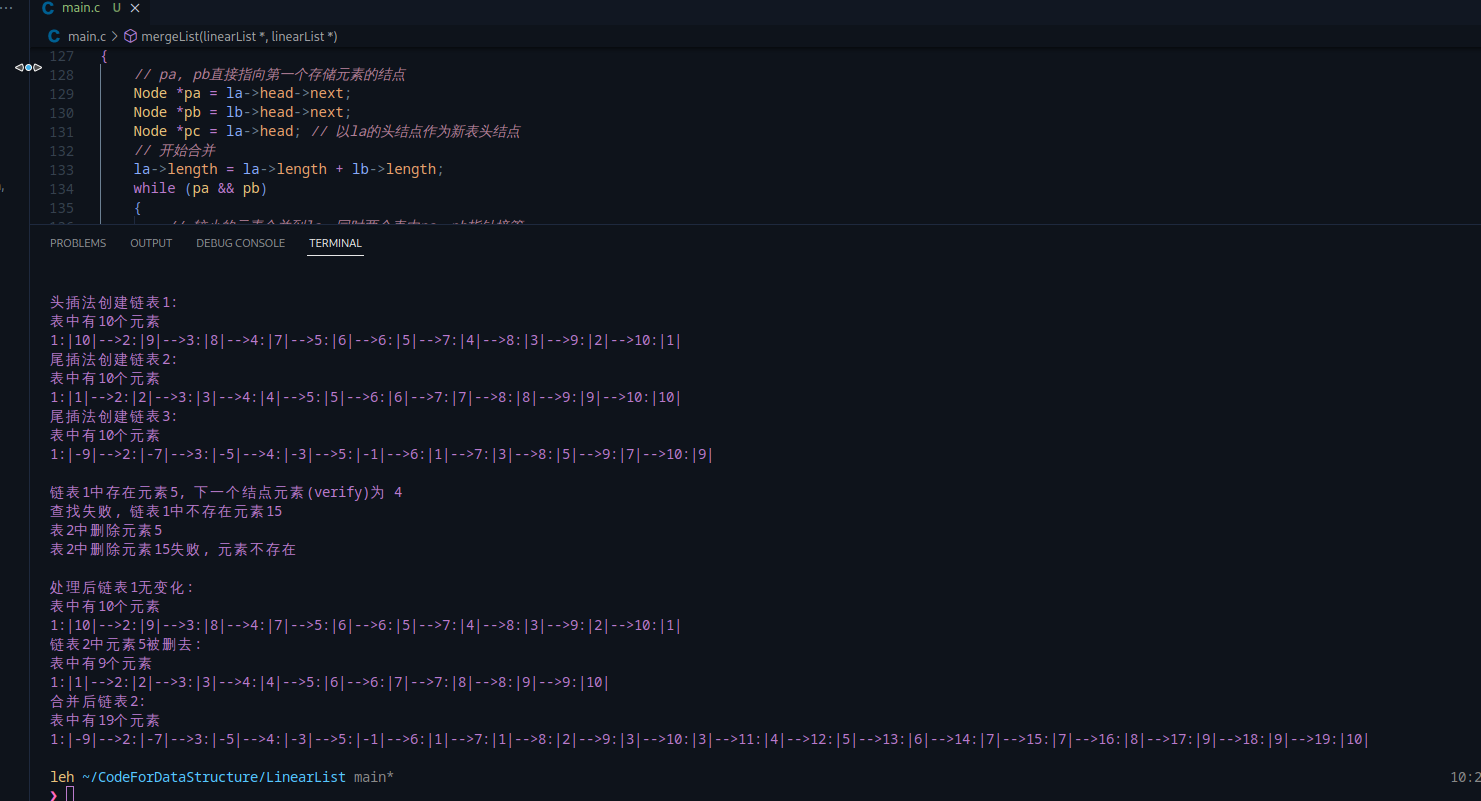 main.c U
main.c > mergeList(linearList *, linearList *)
127 {
128 // pa, pb直接指向第一个存储元素的结点
129 Node *pa = la->head->next;
130 Node *pb = lb->head->next;
131 Node *pc = la->head; // 以la的头结点作为新表头结点
132 // 开始合并
133 la->length = la->length + lb->length;
134 while (pa && pb)
135 {
PROBLEMS OUTPUT DEBUG CONSOLE TERMINAL
头插法创建链表1:
表中有10个元素
1:|10|-->2:|9|-->3:|8|-->4:|7|-->5:|6|-->6:|5|-->7:|4|-->8:|3|-->9:|2|-->10:|1|
尾插法创建链表2:
表中有10个元素
1:|1|-->2:|2|-->3:|3|-->4:|4|-->5:|5|-->6:|6|-->7:|7|-->8:|8|-->9:|9|-->10:|10|
尾插法创建链表3:
表中有10个元素
1:|-9|-->2:|-7|-->3:|-5|-->4:|-3|-->5:|-1|-->6:|1|-->7:|3|-->8:|5|-->9:|7|-->10:|9|
链表1中存在元素5, 下一个结点元素(verify)为 4
查找失败, 链表1中不存在元素15
表2中删除元素5
表2中删除元素15失败, 元素不存在
处理后链表1无变化:
表中有10个元素
1:|10|-->2:|9|-->3:|8|-->4:|7|-->5:|6|-->6:|5|-->7:|4|-->8:|3|-->9:|2|-->10:|1|
链表2中元素5被删去:
表中有9个元素
1:|1|-->2:|2|-->3:|3|-->4:|4|-->5:|6|-->6:|7|-->7:|8|-->8:|9|-->9:|10|
合并后链表2:
表中有19个元素
1:|-9|-->2:|-7|-->3:|-5|-->4:|-3|-->5:|-1|-->6:|1|-->7:|1|-->8:|2|-->9:|3|-->10:|3|-->11:|4|-->12:|5|-->13:|6|-->14:|7|-->15:|7|-->16:|8|-->17:|9|-->18:|9|-->19:|10|
leh ~/CodeForDataStructure/LinearList main* 10:2
❯